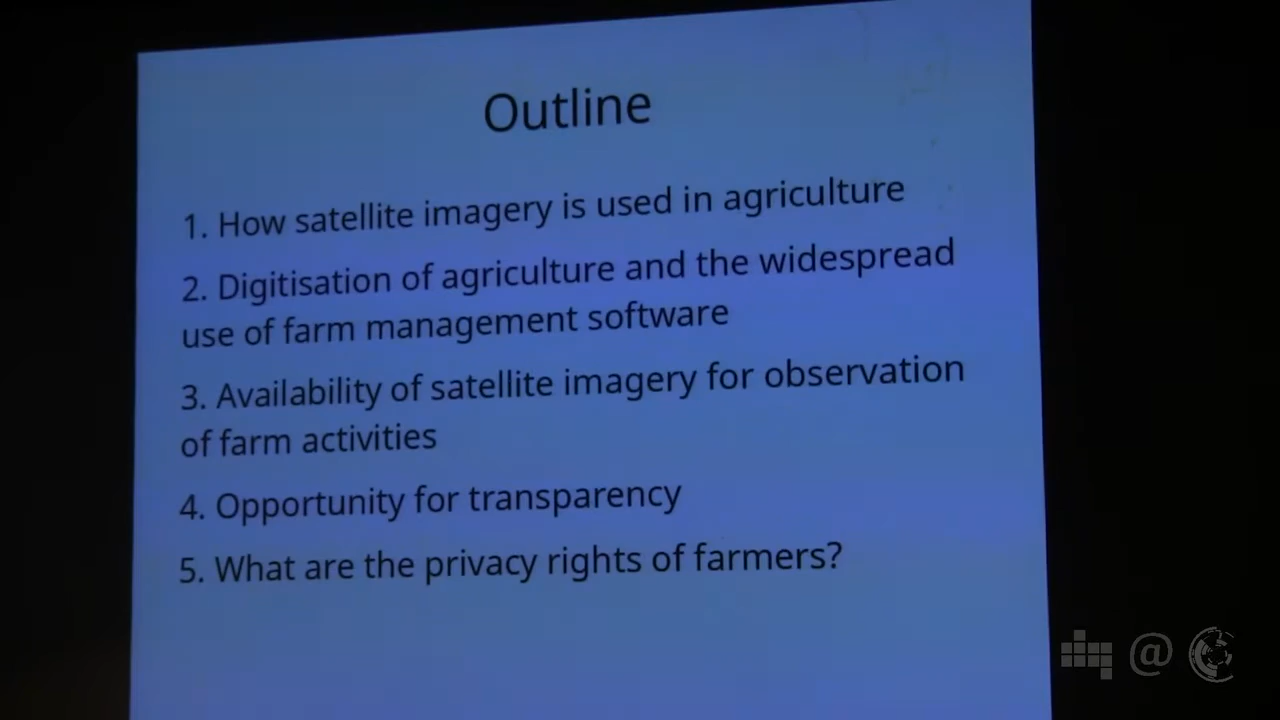 Outline
1. How satellite imagery is used in agriculture
2. Digitisation of agriculture and the widespread
use of farm management software
3. Availability of satellite imagery for observation
of farm activities
4. Opportunity for transparency
5. What are the privacy rights of farmers?
@